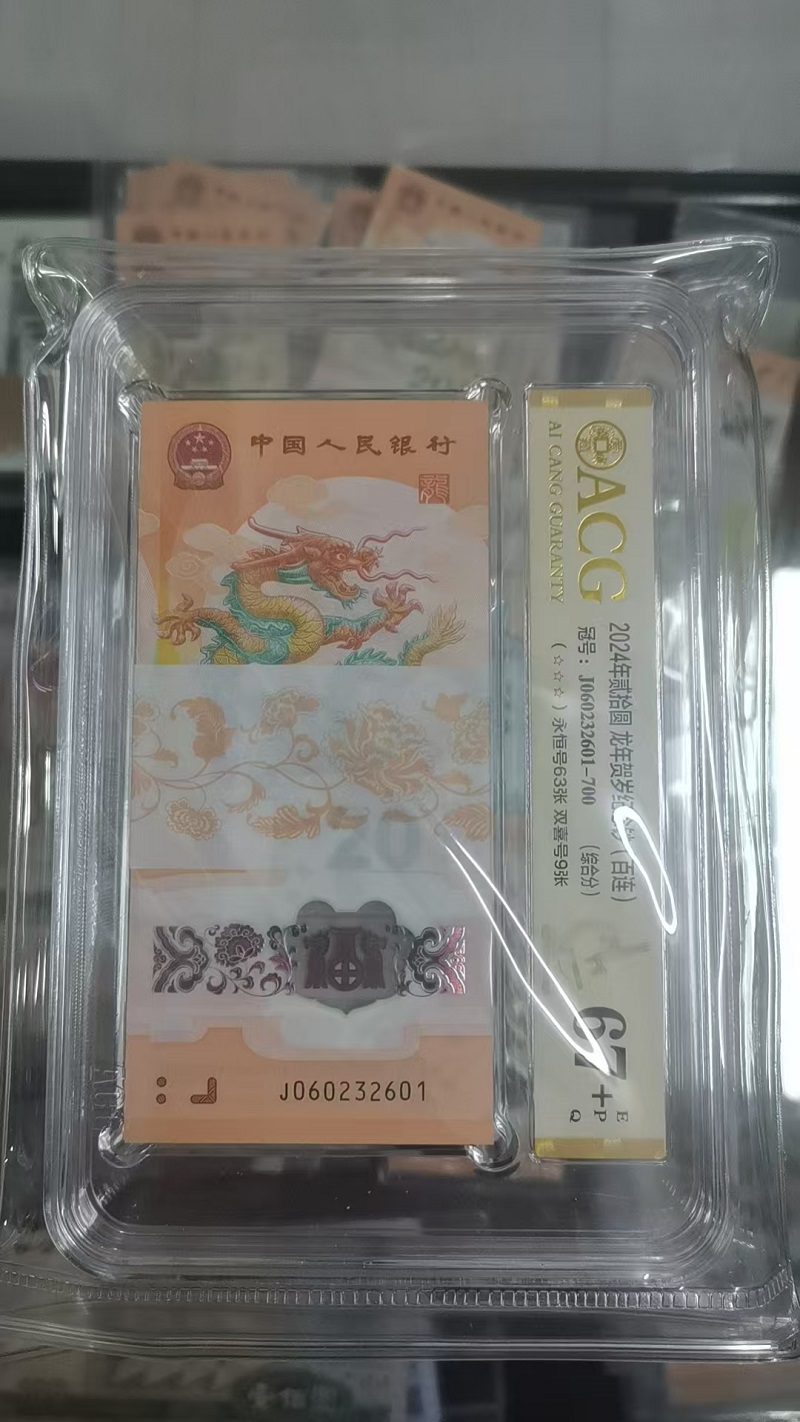 中国人民银行
龍
J060232601
ACG
AI CANG GUARANTY
2024年贰拾圆 龙年贺岁纪念钞（百连）
冠号：J060232601-700 （综合分）
（☆☆☆）永恒号63张 双喜号9张
67+
E
P
Q